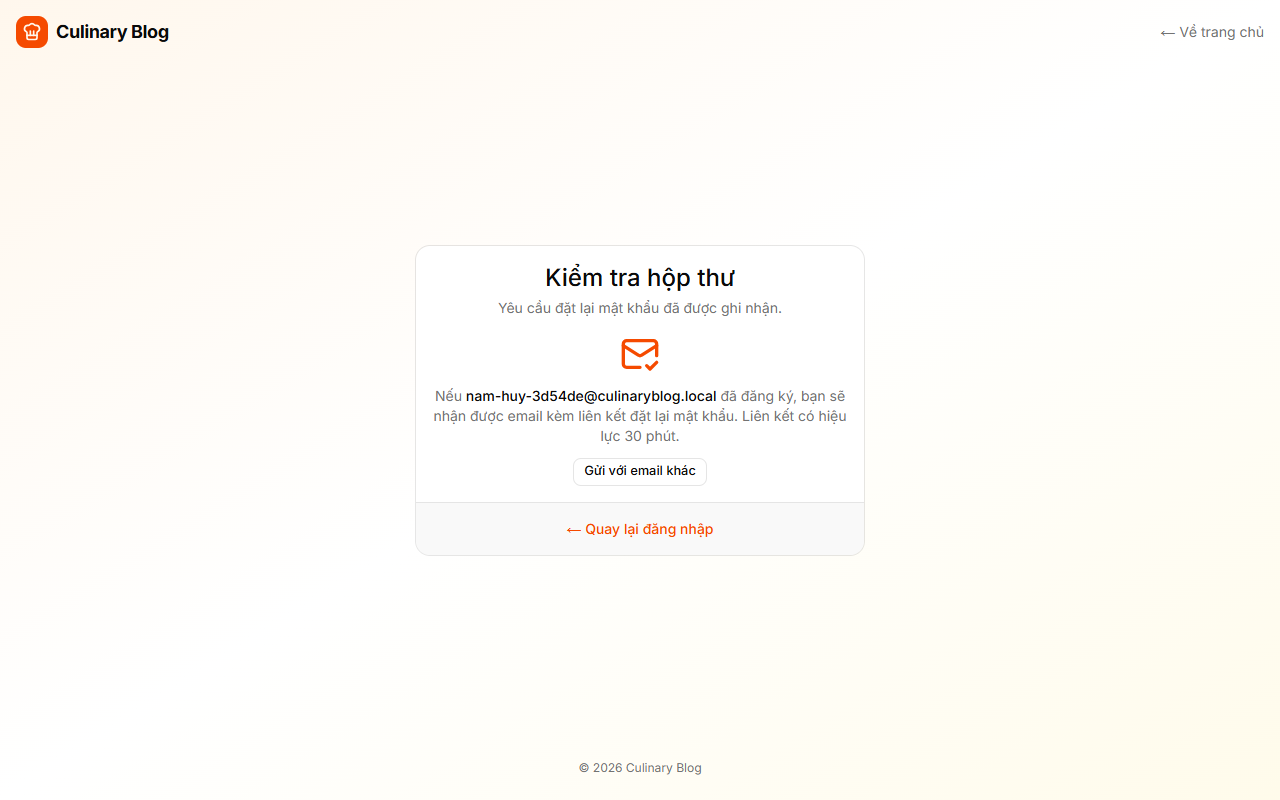 Culinary Blog
← Về trang chủ
Kiểm tra hộp thư
Yêu cầu đặt lại mật khẩu đã được ghi nhận.
Nếu nam-huy-3d54de@culinaryblog.local đã đăng ký, bạn sẽ
nhận được email kèm liên kết đặt lại mật khẩu. Liên kết có hiệu
lực 30 phút.
Gửi với email khác
← Quay lại đăng nhập
© 2026 Culinary Blog